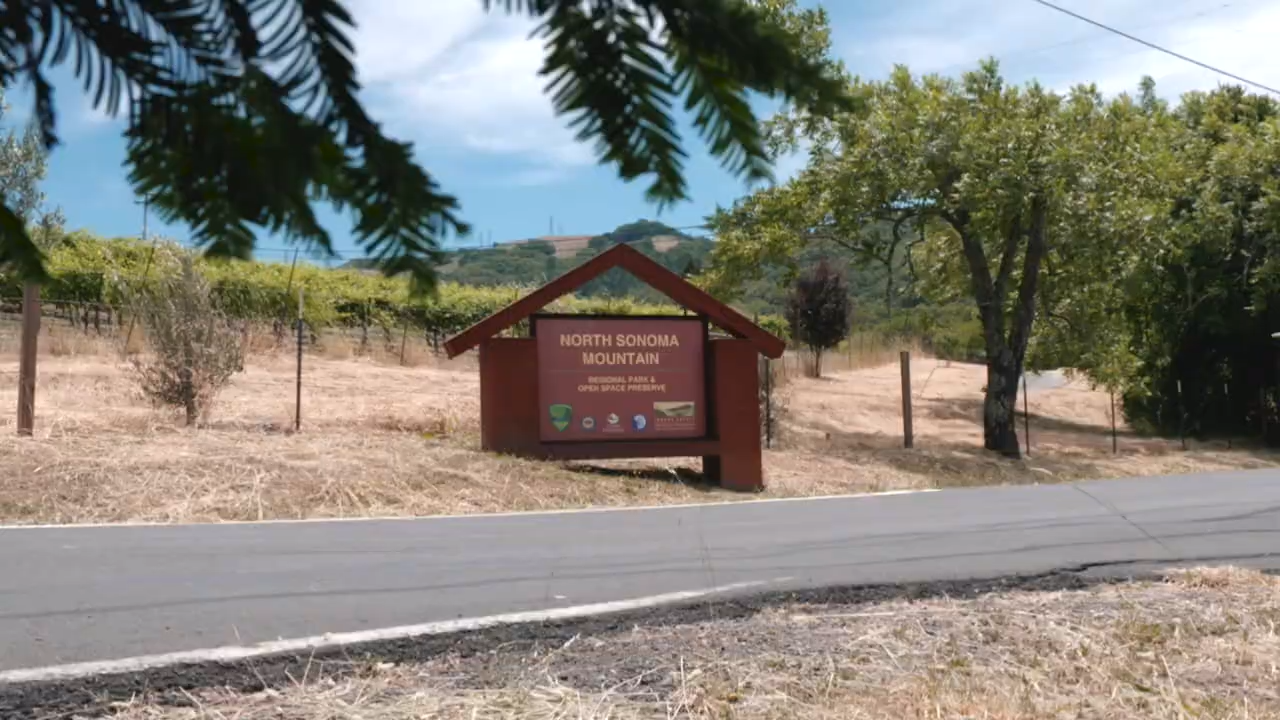 NORTH SONOMA
MOUNTAIN
REGIONAL PARK &
OPEN SPACE PRESERVE